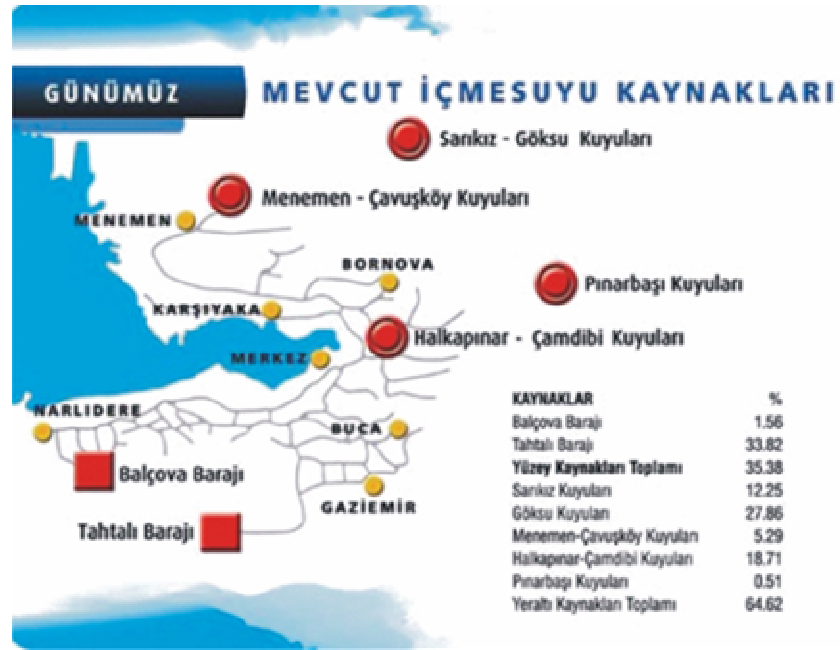 GÜNÜMÜZ MEVCUT İÇMESUYU KAYNAKLARI
Sarıkız - Göksu Kuyuları
Menemen - Çavuşköy Kuyuları
MENEMEN
BORNOVA
Pınarbaşı Kuyuları
KARŞIYAKA
Halkapınar - Çamdibi Kuyuları
MERKEZ
NARLIDERE
BUCA
Balçova Barajı
GAZİEMİR
Tahtalı Barajı
KAYNAKLAR %
Balçova Barajı 1.56
Tahtalı Barajı 33.82
Yüzey Kaynakları Toplamı 35.38
Sarıkız Kuyuları 12.25
Göksu Kuyuları 27.86
Menemen-Çavuşköy Kuyuları 5.29
Halkapınar-Çamdibi Kuyuları 18.71
Pınarbaşı Kuyuları 0.51
Yeraltı Kaynakları Toplamı 64.62